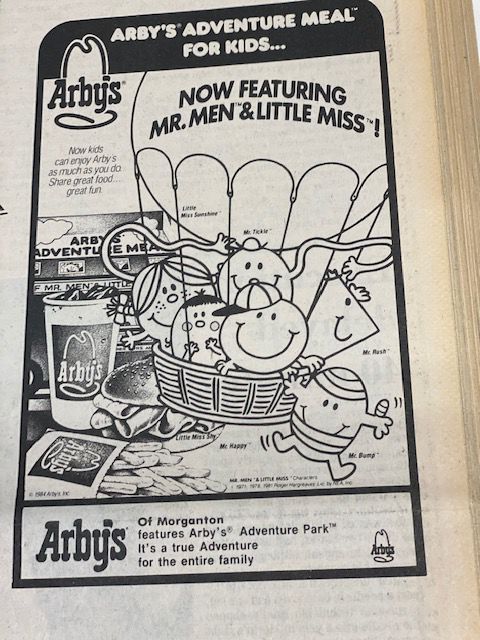 ARBY'S® ADVENTURE MEAL™
FOR KIDS...
Arby's®
NOW FEATURING
MR. MEN™ & LITTLE MISS™!
Now kids
can enjoy Arby's
as much as you do.
Share great food....
great fun.
Little
Miss Sunshine™
Mr. Tickle™
ARBY'S
ADVENTURE MEAL
OF MR. MEN & LITTLE
Arby's
Mr. Rush™
Little Miss Shy™
Mr. Happy™
Mr. Bump™
Arby's
MR. MEN™ & LITTLE MISS™ Characters
© 1984 Arby's, Inc.
1971, 1978, 1981 Roger Hargreaves
Arby's®
Of Morganton
features Arby's® Adventure Park™
It's a true Adventure
for the entire family
Arby's